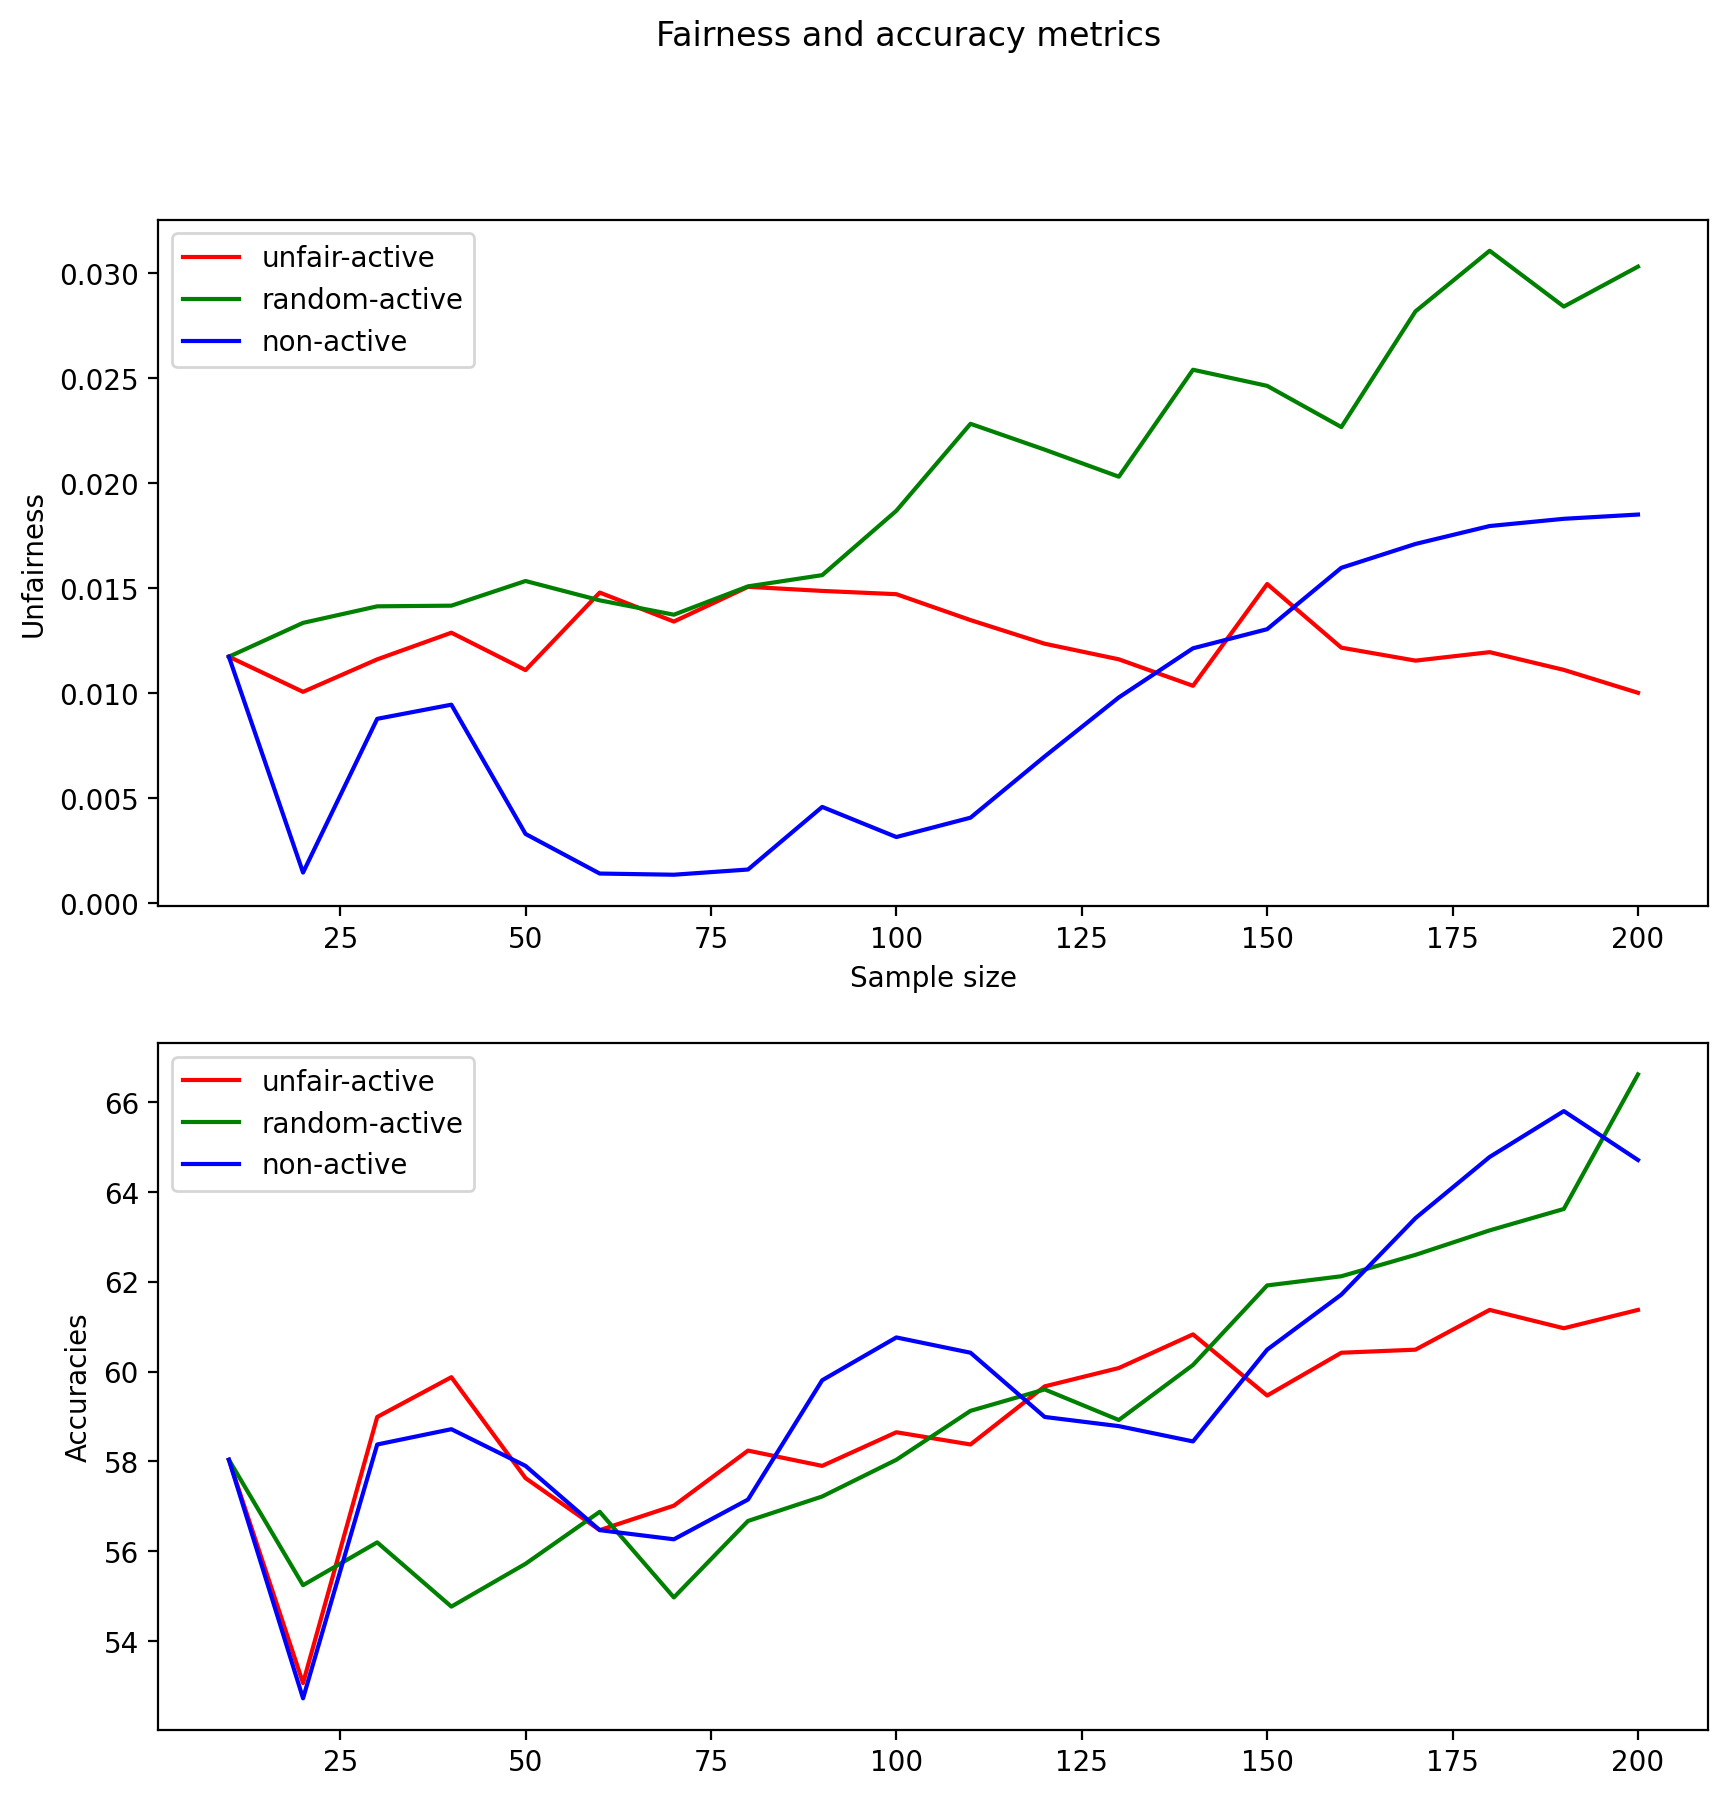 Fairness and accuracy metrics
unfair-active
random-active
non-active
0.030
0.025
0.020
0.015
0.010
0.005
0.000
Unfairness
25 50 75 100 125 150 175 200
Sample size
unfair-active
random-active
non-active
66
64
62
60
58
56
54
Accuracies
25 50 75 100 125 150 175 200